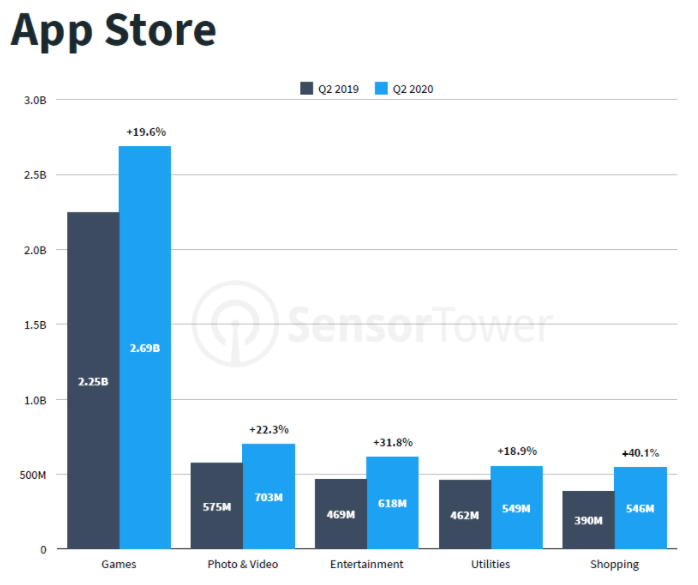 App Store
Q2 2019 Q2 2020
3.0B
+19.6%
2.5B
2.0B
SensorTower
1.5B
2.69B
2.25B
1.0B
+22.3%
+31.8%
+18.9%
+40.1%
500M
575M 703M 469M 618M 462M 549M 390M 546M
0
Games Photo & Video Entertainment Utilities Shopping